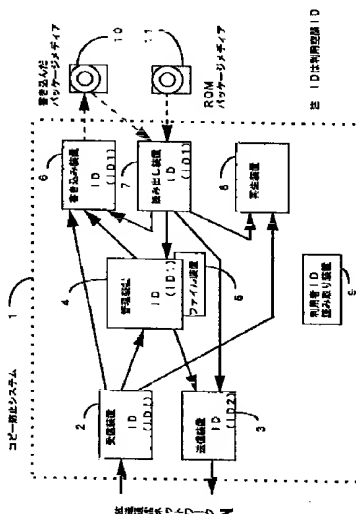 コピー防止システム
1
2
受信装置
ID
4
管理装置
ID
(ID1)
ファイル装置
5
6
書き込み装置
ID
(ID1)
7
読み出し装置
ID
(ID1)
8
再生装置
3
送信装置
ID
(ID2)
利用者ID
読み取り装置
9
書き込んだ
パッケージメディア
10
11
ROM
パッケージメディア
注 IDは利用空間ID
N